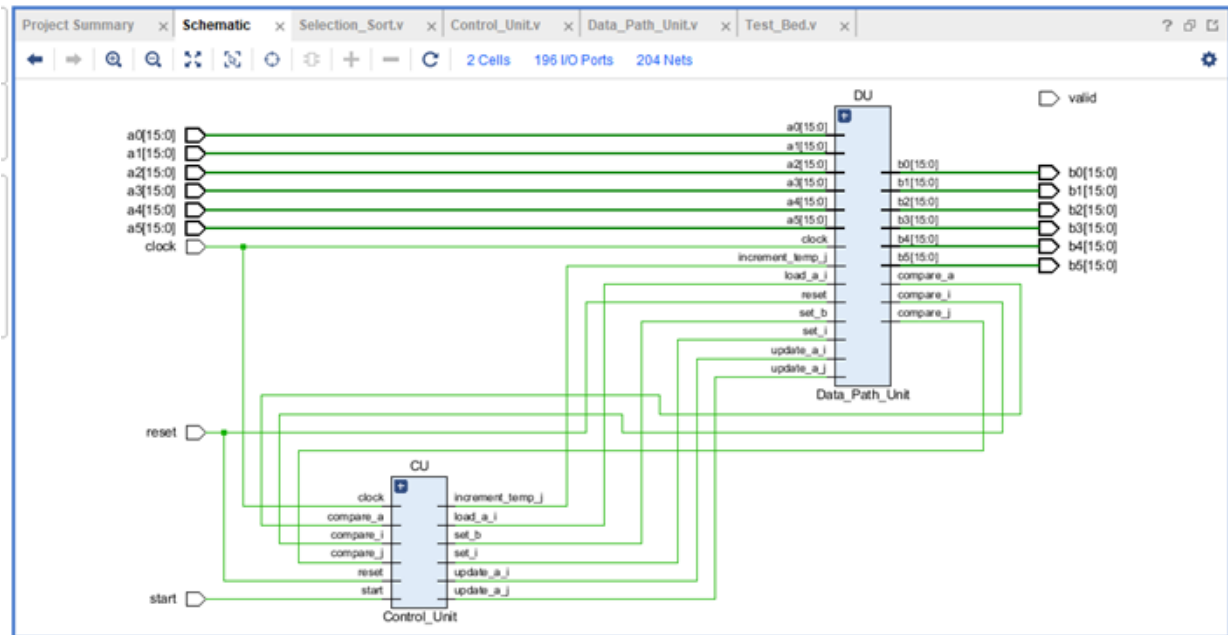 Project Summary × Schematic × Selection_Sort.v × Control_Unit.v × Data_Path_Unit.v × Test_Bed.v × ?
2 Cells 196 I/O Ports 204 Nets
DU
valid
a0[15:0]
a1[15:0]
a2[15:0]
a3[15:0]
a4[15:0]
a5[15:0]
clock
a0[15:0]
a1[15:0]
a2[15:0]
a3[15:0]
a4[15:0]
a5[15:0]
clock
increment_temp_j
load_a_i
reset
set_b
set_i
update_a_i
update_a_j
b0[15:0]
b1[15:0]
b2[15:0]
b3[15:0]
b4[15:0]
b5[15:0]
compare_a
compare_i
compare_j
b0[15:0]
b1[15:0]
b2[15:0]
b3[15:0]
b4[15:0]
b5[15:0]
Data_Path_Unit
reset
CU
clock
compare_a
compare_i
compare_j
reset
start
increment_temp_j
load_a_i
set_b
set_i
update_a_i
update_a_j
start
Control_Unit